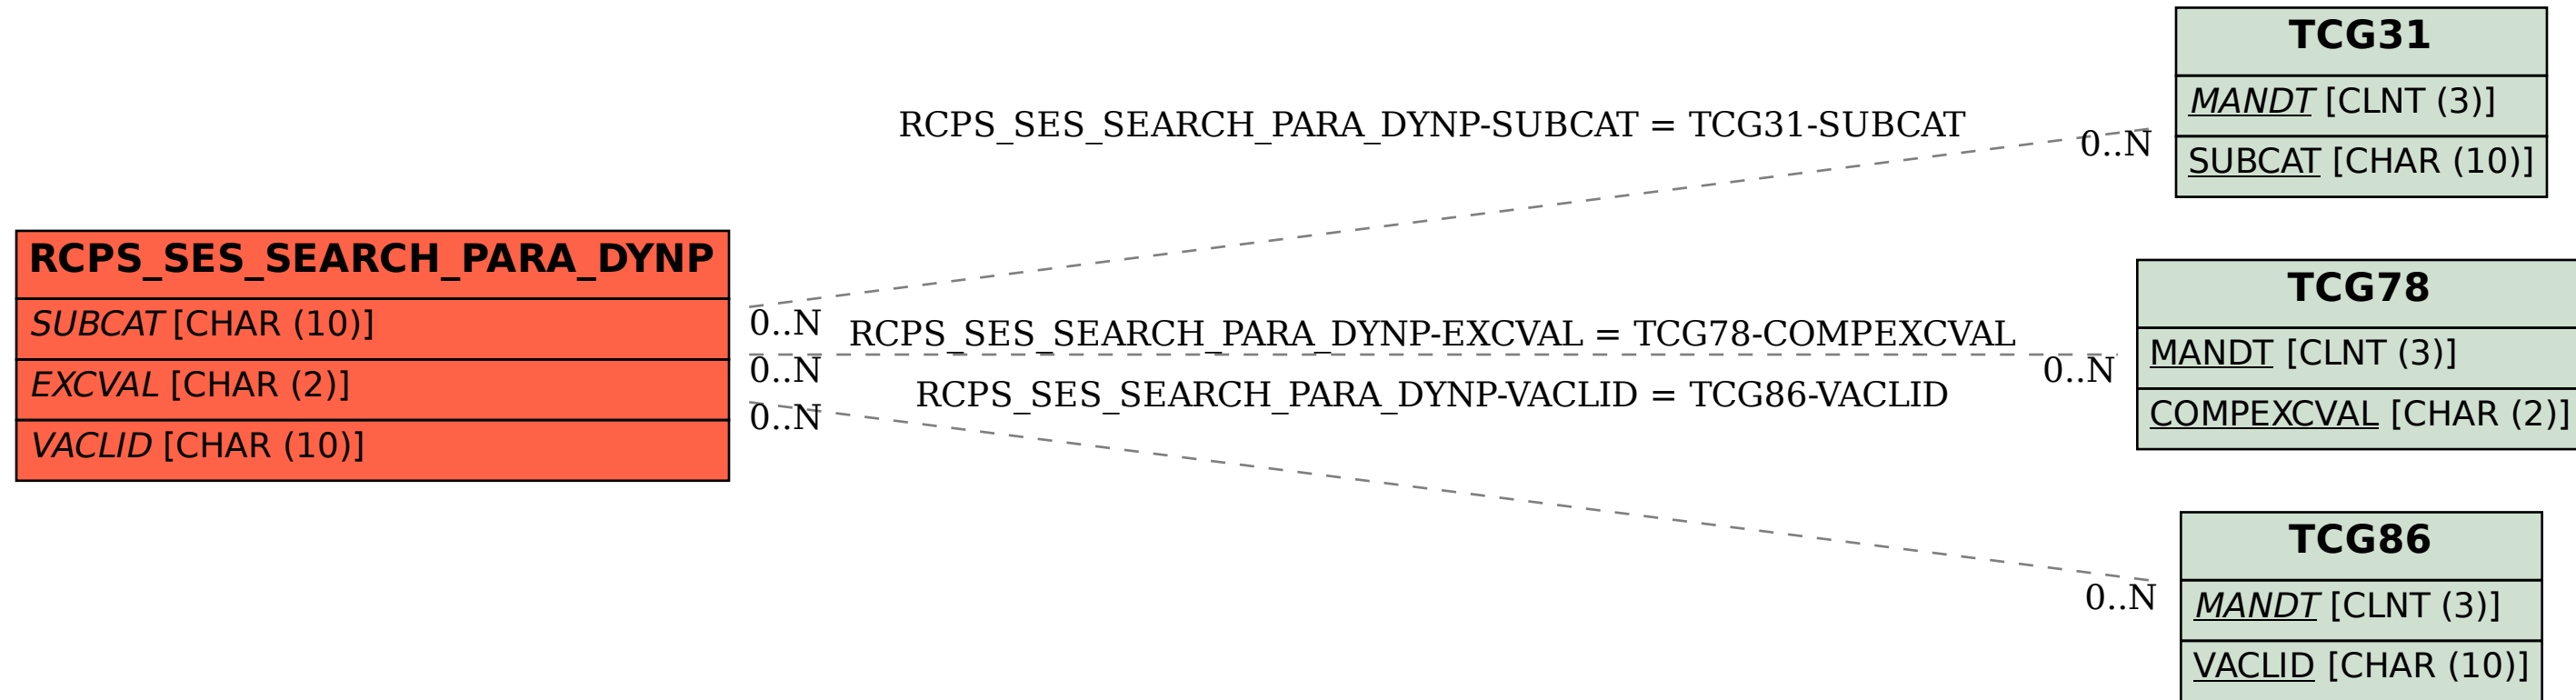 TCG31
MANDT [CLNT (3)]
SUBCAT [CHAR (10)]
RCPS_SES_SEARCH_PARA_DYNP-SUBCAT = TCG31-SUBCAT
0..N
RCPS_SES_SEARCH_PARA_DYNP
SUBCAT [CHAR (10)]
EXCVAL [CHAR (2)]
VACLID [CHAR (10)]
0..N
RCPS_SES_SEARCH_PARA_DYNP-EXCVAL = TCG78-COMPEXCVAL
0..N
0..N
RCPS_SES_SEARCH_PARA_DYNP-VACLID = TCG86-VACLID
0..N
TCG78
MANDT [CLNT (3)]
COMPEXCVAL [CHAR (2)]
TCG86
0..N
MANDT [CLNT (3)]
VACLID [CHAR (10)]